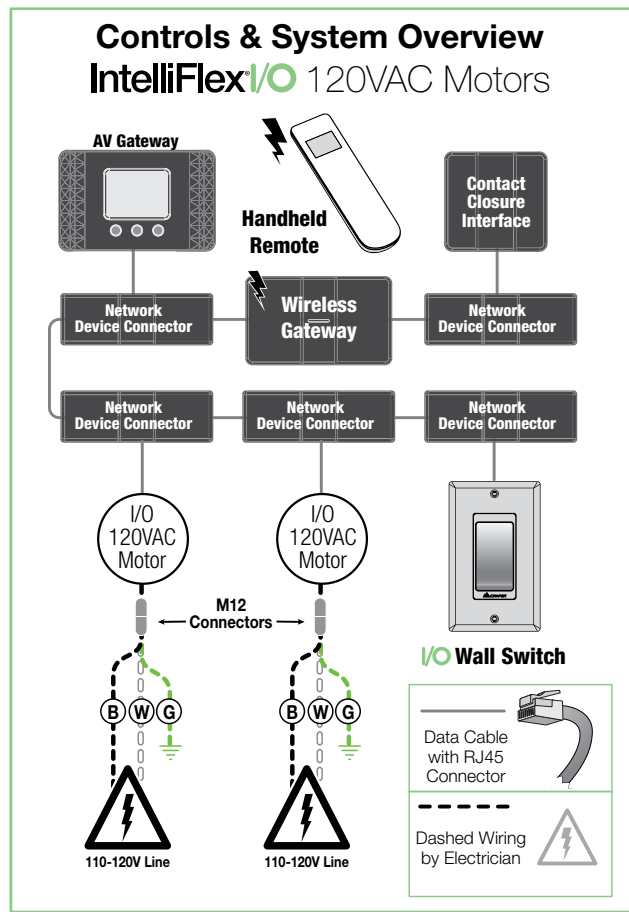 Controls & System Overview
IntelliFlex® I/O 120VAC Motors
AV Gateway
Handheld
Remote
Contact
Closure
Interface
Network
Device Connector
Wireless
Gateway
Network
Device Connector
Network
Device Connector
Network
Device Connector
Network
Device Connector
I/O
120VAC
Motor
I/O
120VAC
Motor
M12
Connectors
I/O Wall Switch
B W G
B W G
110-120V Line
110-120V Line
Data Cable
with RJ45
Connector
Dashed Wiring
by Electrician